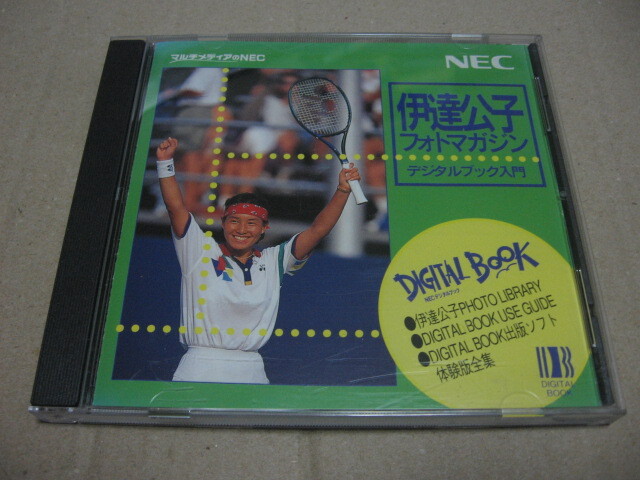 マルチメディアのNEC
NEC
伊達公子
フォトマガジン
デジタルブック入門
DIGITAL BOOK
NECデジタルブック
●伊達公子PHOTO LIBRARY
●DIGITAL BOOK USE GUIDE
●DIGITAL BOOK出版ソフト
体験版全集
DIGITAL
BOOK